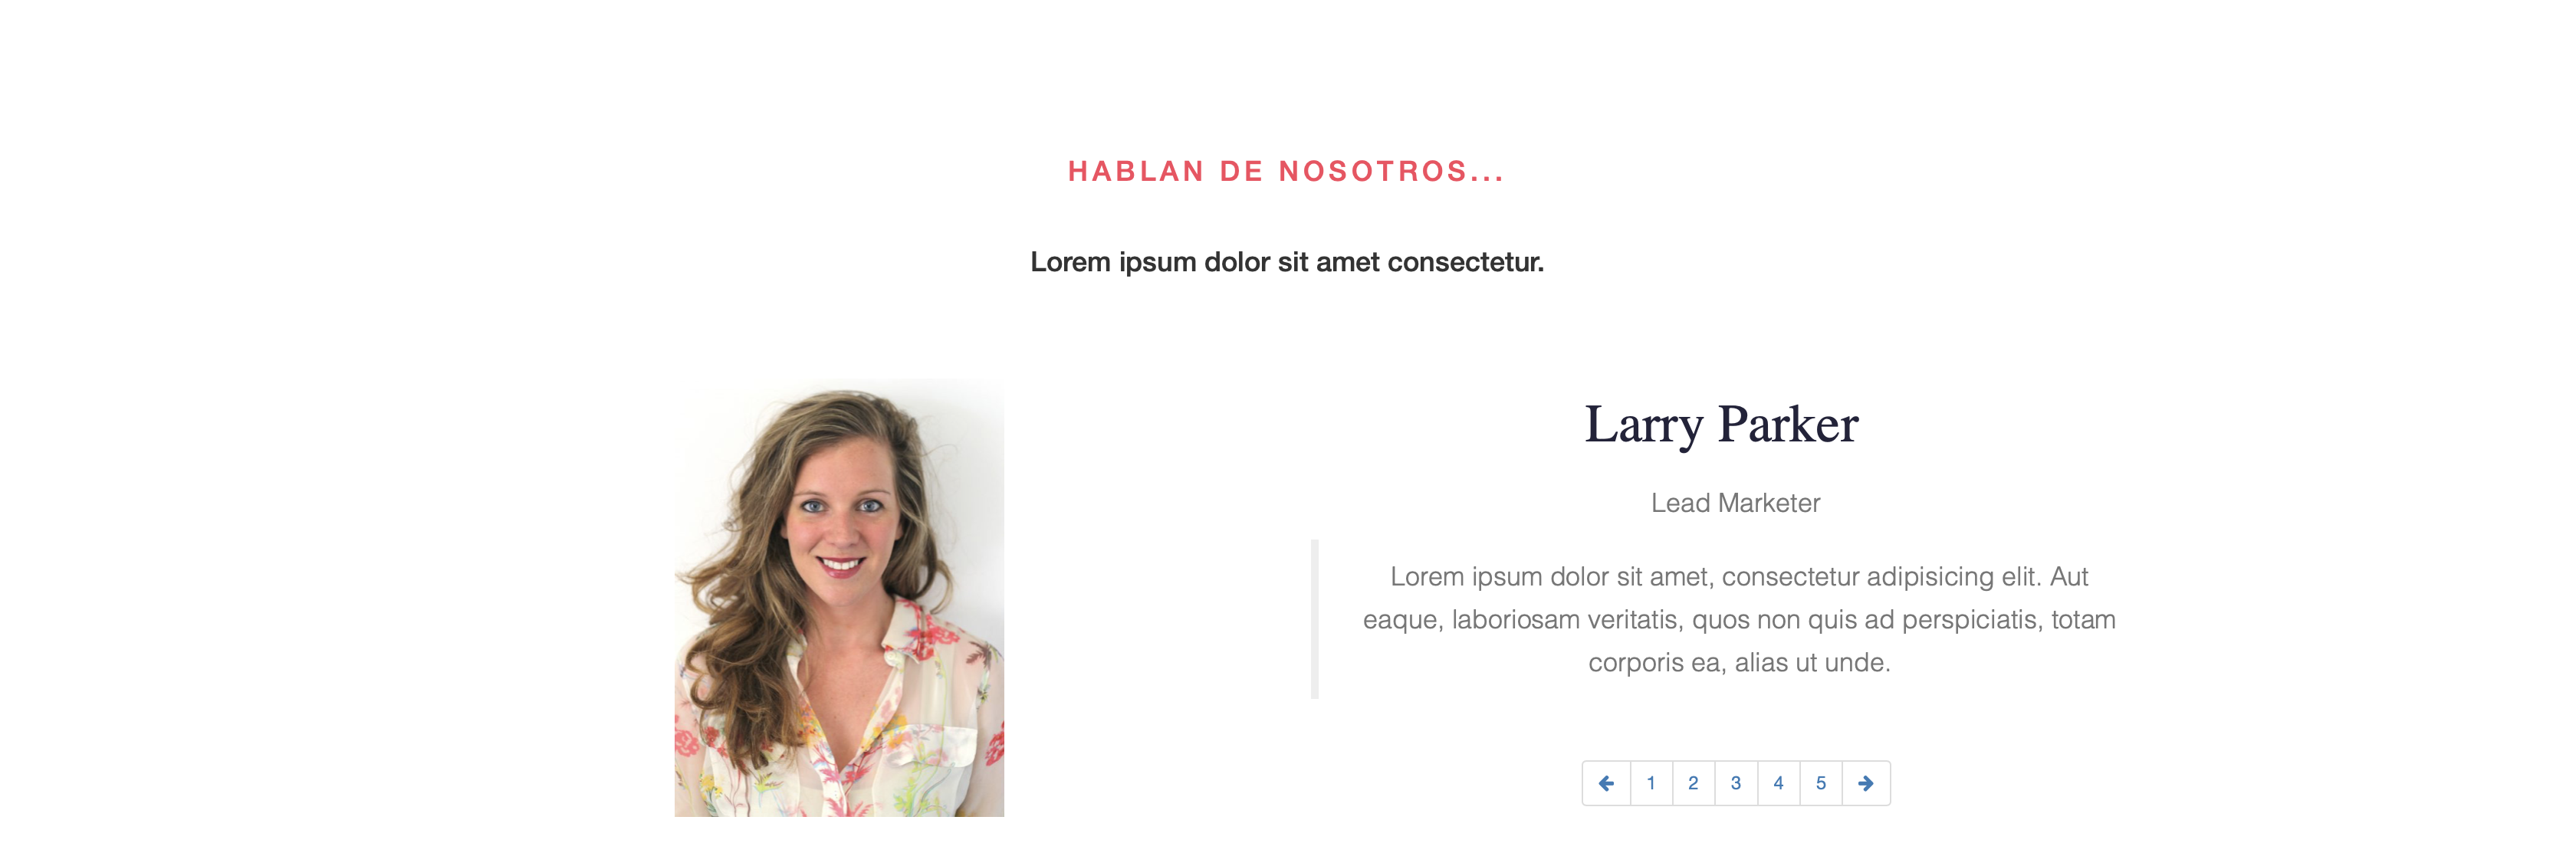 HABLAN DE NOSOTROS...
Lorem ipsum dolor sit amet consectetur.
Larry Parker
Lead Marketer
Lorem ipsum dolor sit amet, consectetur adipisicing elit. Aut
eaque, laboriosam veritatis, quos non quis ad perspiciatis, totam
corporis ea, alias ut unde.
← 1 2 3 4 5 →